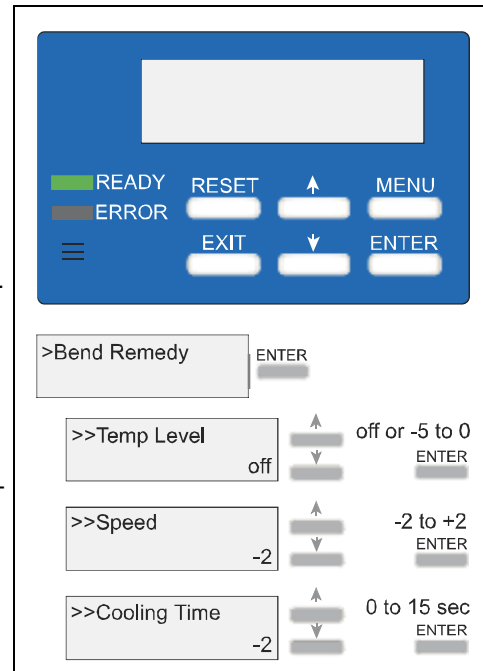 READY
RESET
MENU
ERROR
EXIT
ENTER
>Bend Remedy
ENTER
>>Temp Level
off
off or -5 to 0
ENTER
>>Speed
-2
-2 to +2
ENTER
>>Cooling Time
-2
0 to 15 sec
ENTER